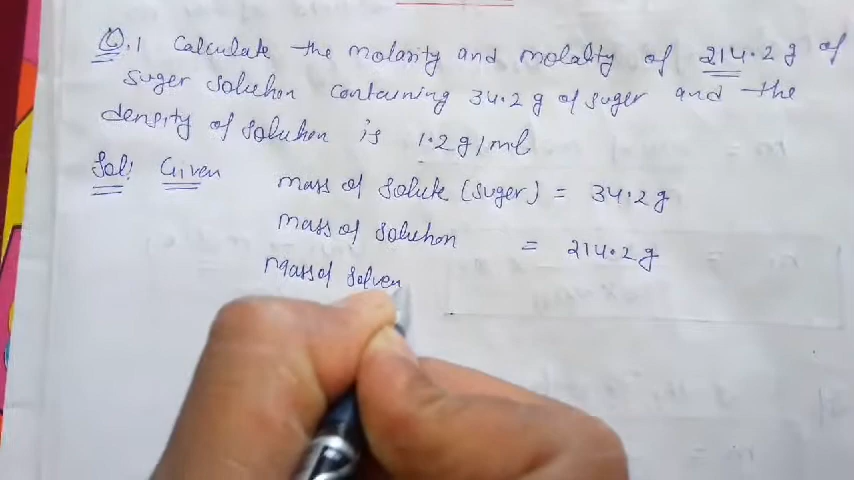 Q.1 Calculate the molarity and molality of 214.2 g of
suger solution containing 34.2 g of suger and the
density of solution is 1.2 g/ml
Sol: Given mass of solute (suger) = 34.2 g
mass of solution = 214.2 g
Mass of solven